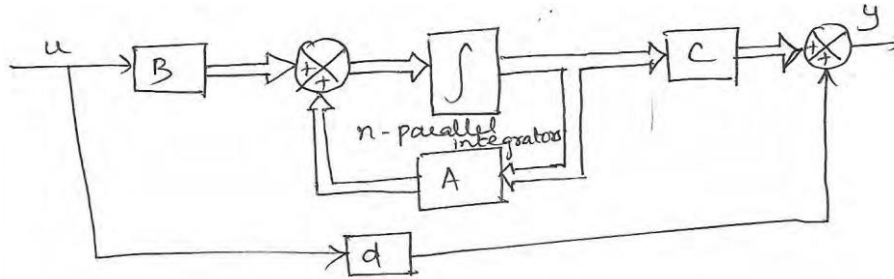 u
B
+
+
∫
n-parallel
integrators
A
C
+
+
y
d